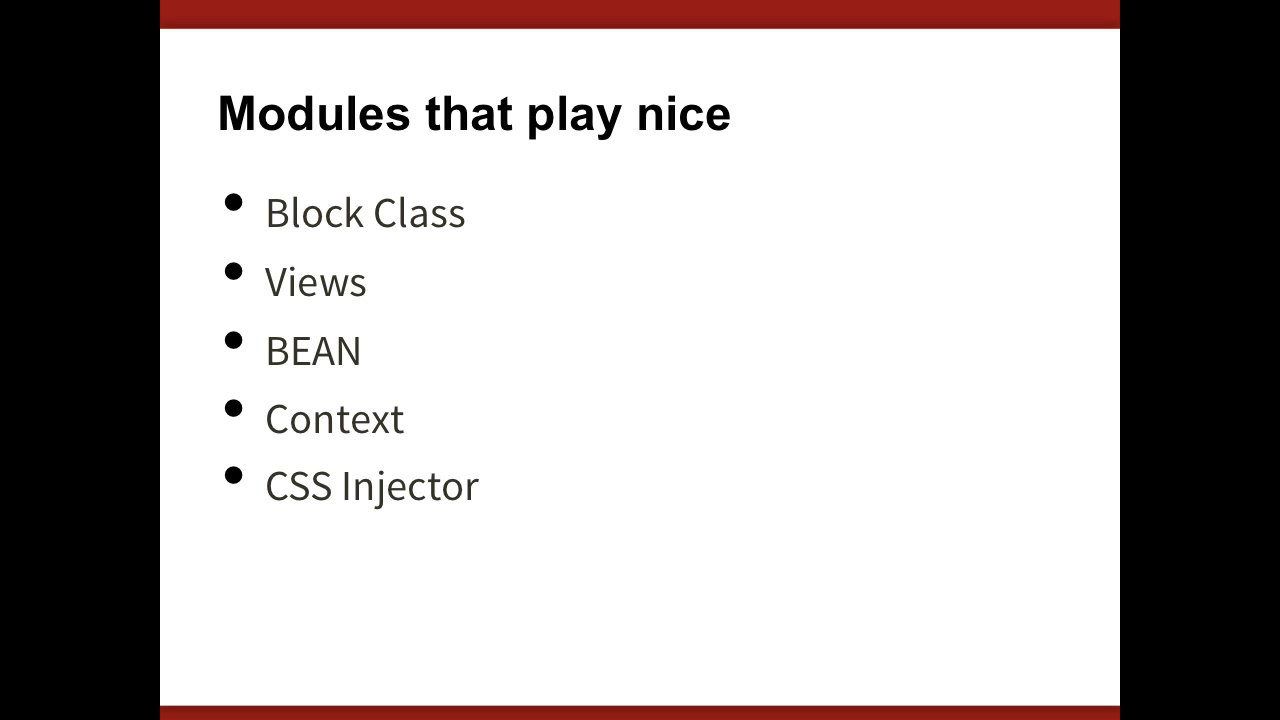 Modules that play nice
• Block Class
• Views
• BEAN
• Context
• CSS Injector